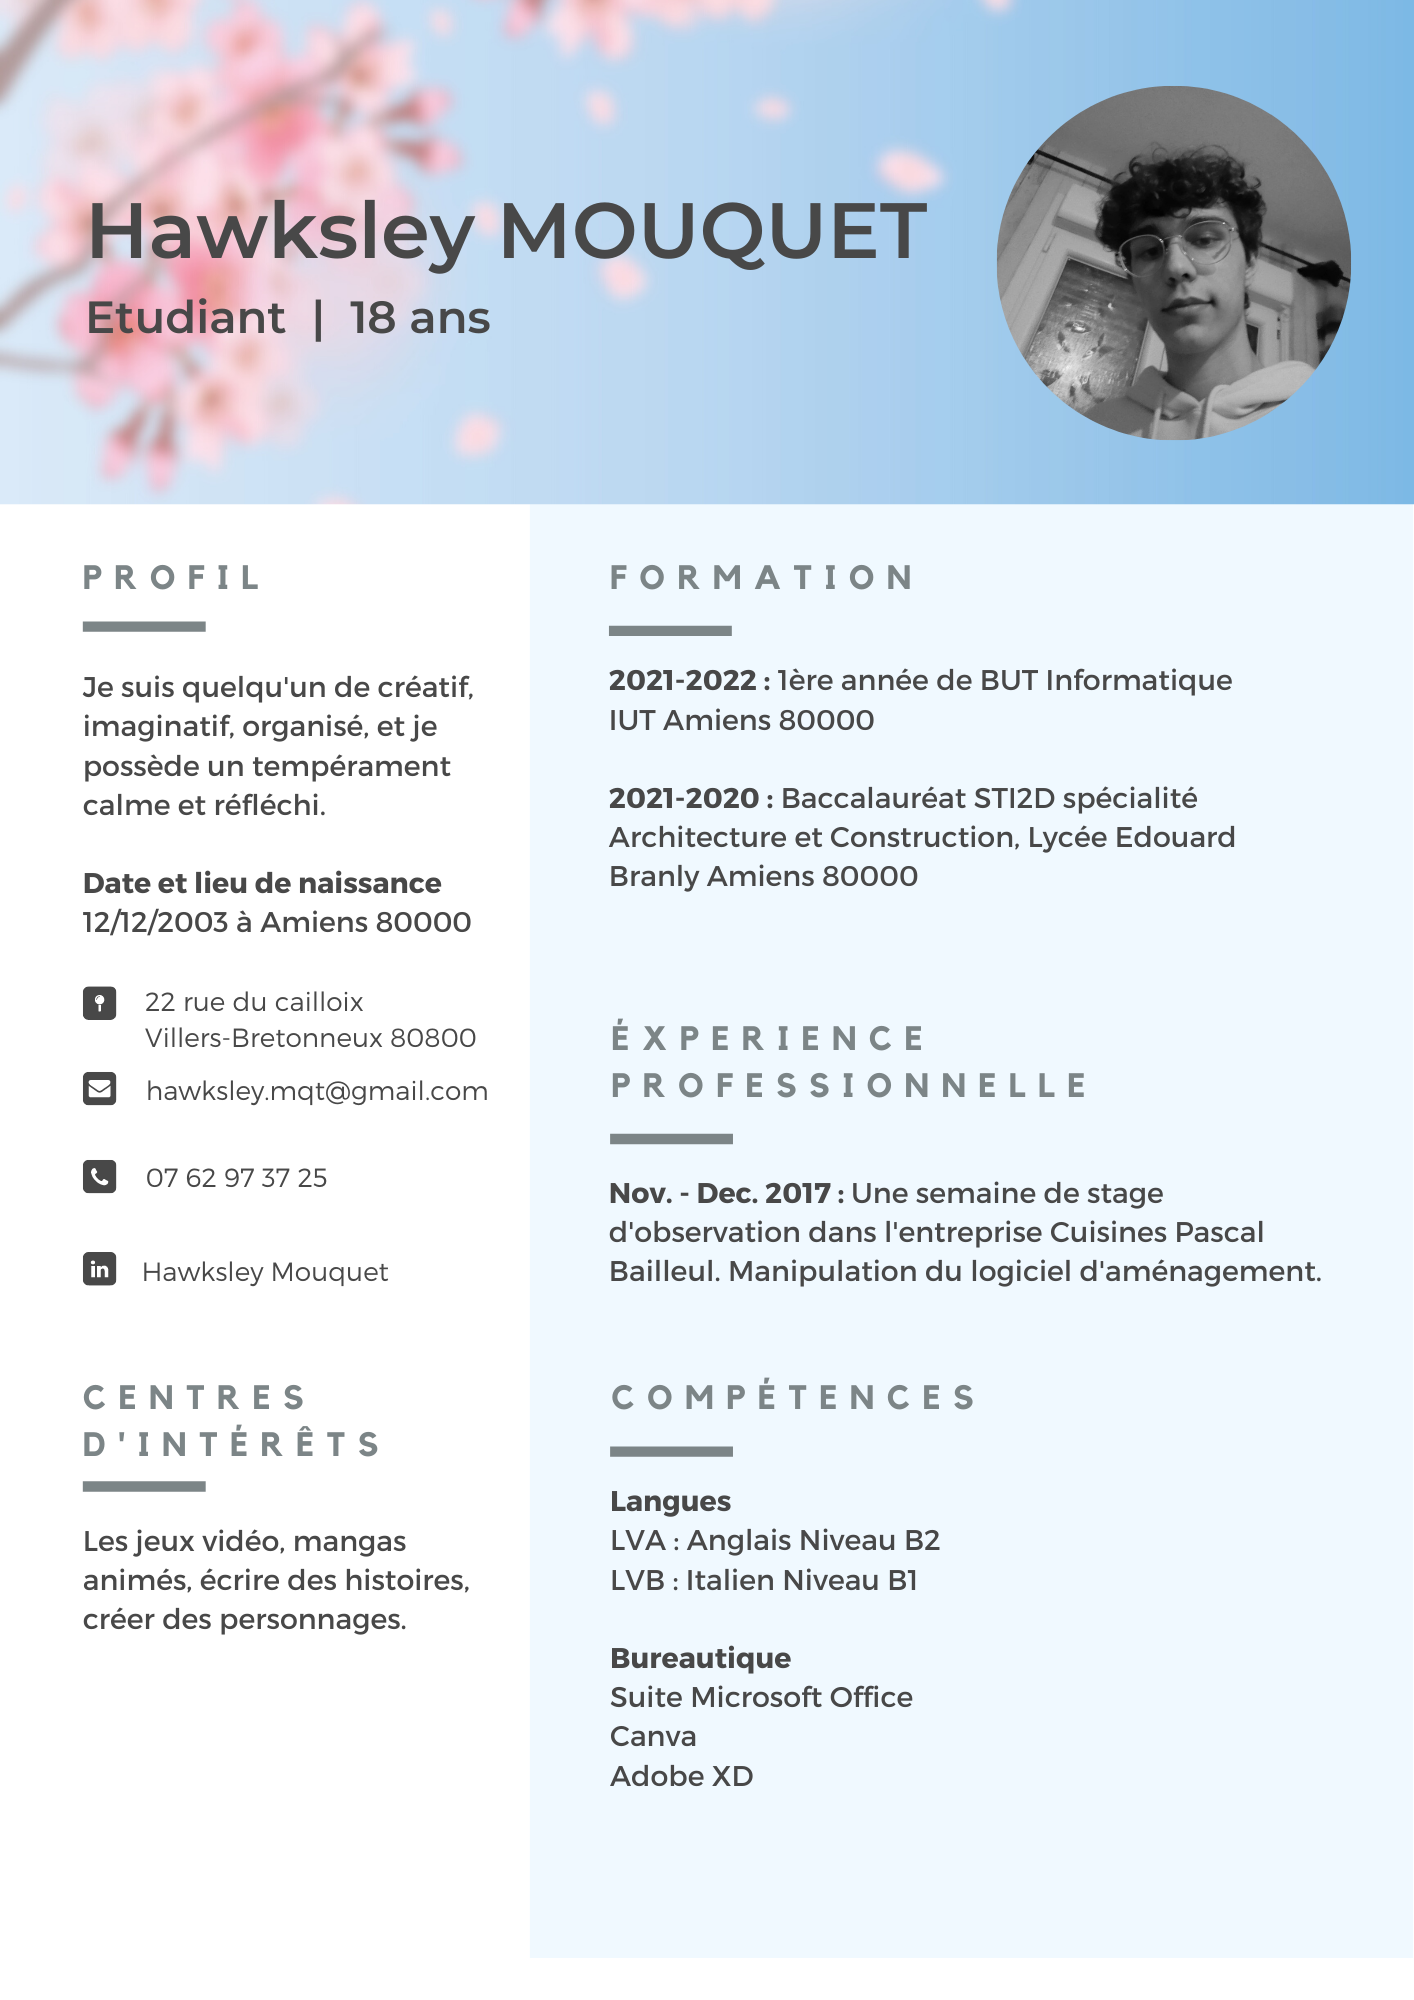 Hawksley MOUQUET
Etudiant | 18 ans
PROFIL
Je suis quelqu'un de créatif,
imaginatif, organisé, et je
possède un tempérament
calme et réfléchi.
Date et lieu de naissance
12/12/2003 à Amiens 80000
22 rue du cailloix
Villers-Bretonneux 80800
hawksley.mqt@gmail.com
07 62 97 37 25
Hawksley Mouquet
CENTRES
D'INTÉRÊTS
Les jeux vidéo, mangas
animés, écrire des histoires,
créer des personnages.
FORMATION
2021-2022 : 1ère année de BUT Informatique
IUT Amiens 80000
2021-2020 : Baccalauréat STI2D spécialité
Architecture et Construction, Lycée Edouard
Branly Amiens 80000
ÉXPERIENCE
PROFESSIONNELLE
Nov. - Dec. 2017 : Une semaine de stage
d'observation dans l'entreprise Cuisines Pascal
Bailleul. Manipulation du logiciel d'aménagement.
COMPÉTENCES
Langues
LVA : Anglais Niveau B2
LVB : Italien Niveau B1
Bureautique
Suite Microsoft Office
Canva
Adobe XD